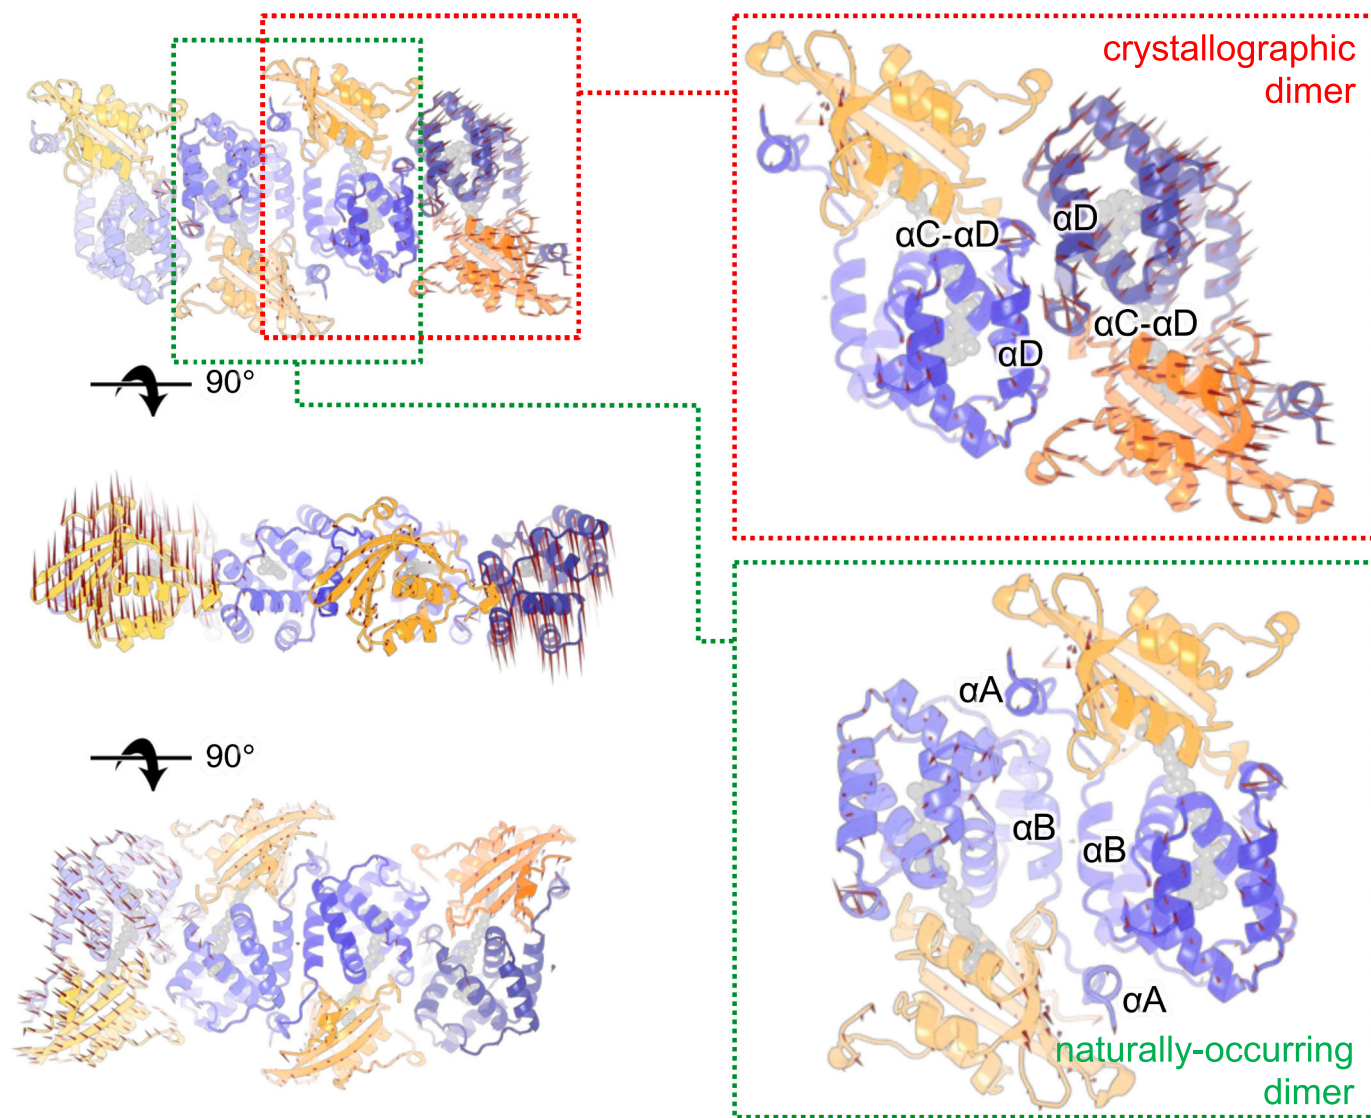 crystallographic
dimer
αC-αD
αD
αD
αC-αD
90°
90°
αA
αB
αB
αA
naturally-occurring
dimer